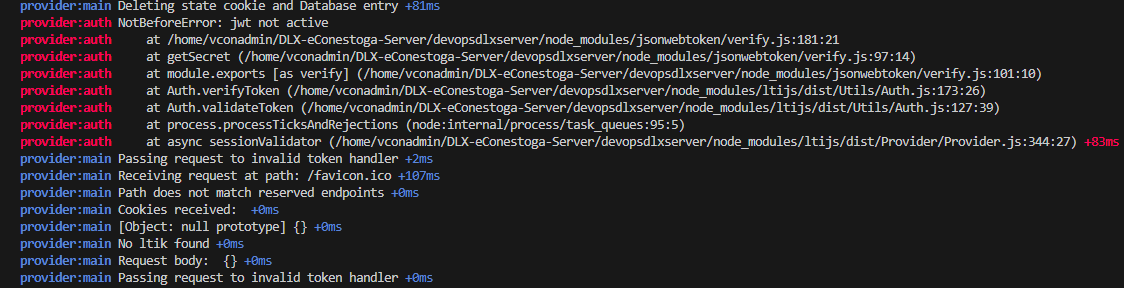 provider:main Deleting state cookie and Database entry +81ms
provider:auth NotBeforeError: jwt not active
provider:auth     at /home/vconadmin/DLX-eConestoga-Server/devopsdlxserver/node_modules/jsonwebtoken/verify.js:181:21
provider:auth     at getSecret (/home/vconadmin/DLX-eConestoga-Server/devopsdlxserver/node_modules/jsonwebtoken/verify.js:97:14)
provider:auth     at module.exports [as verify] (/home/vconadmin/DLX-eConestoga-Server/devopsdlxserver/node_modules/jsonwebtoken/verify.js:101:10)
provider:auth     at Auth.verifyToken (/home/vconadmin/DLX-eConestoga-Server/devopsdlxserver/node_modules/ltijs/dist/Utils/Auth.js:173:26)
provider:auth     at Auth.validateToken (/home/vconadmin/DLX-eConestoga-Server/devopsdlxserver/node_modules/ltijs/dist/Utils/Auth.js:127:39)
provider:auth     at process.processTicksAndRejections (node:internal/process/task_queues:95:5)
provider:auth     at async sessionValidator (/home/vconadmin/DLX-eConestoga-Server/devopsdlxserver/node_modules/ltijs/dist/Provider/Provider.js:344:27) +83ms
provider:main Passing request to invalid token handler +2ms
provider:main Receiving request at path: /favicon.ico +107ms
provider:main Path does not match reserved endpoints +0ms
provider:main Cookies received:  +0ms
provider:main [Object: null prototype] {} +0ms
provider:main No ltik found +0ms
provider:main Request body:  {} +0ms
provider:main Passing request to invalid token handler +0ms